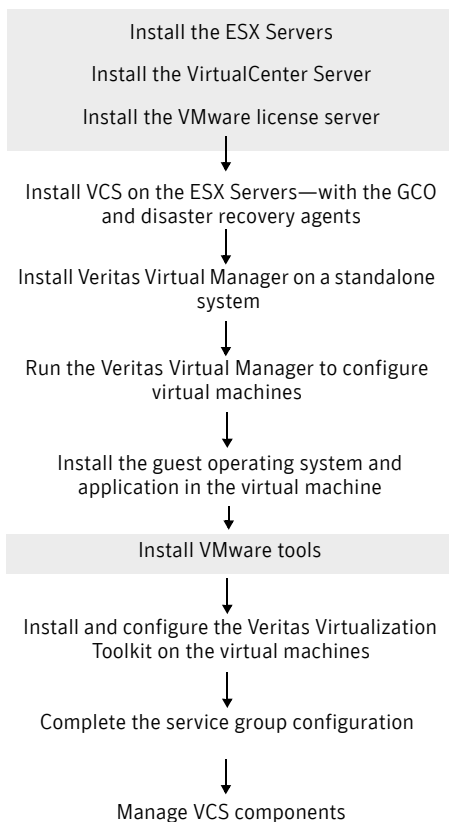 Install the ESX Servers
Install the VirtualCenter Server
Install the VMware license server
Install VCS on the ESX Servers—with the GCO
and disaster recovery agents
Install Veritas Virtual Manager on a standalone
system
Run the Veritas Virtual Manager to configure
virtual machines
Install the guest operating system and
application in the virtual machine
Install VMware tools
Install and configure the Veritas Virtualization
Toolkit on the virtual machines
Complete the service group configuration
Manage VCS components